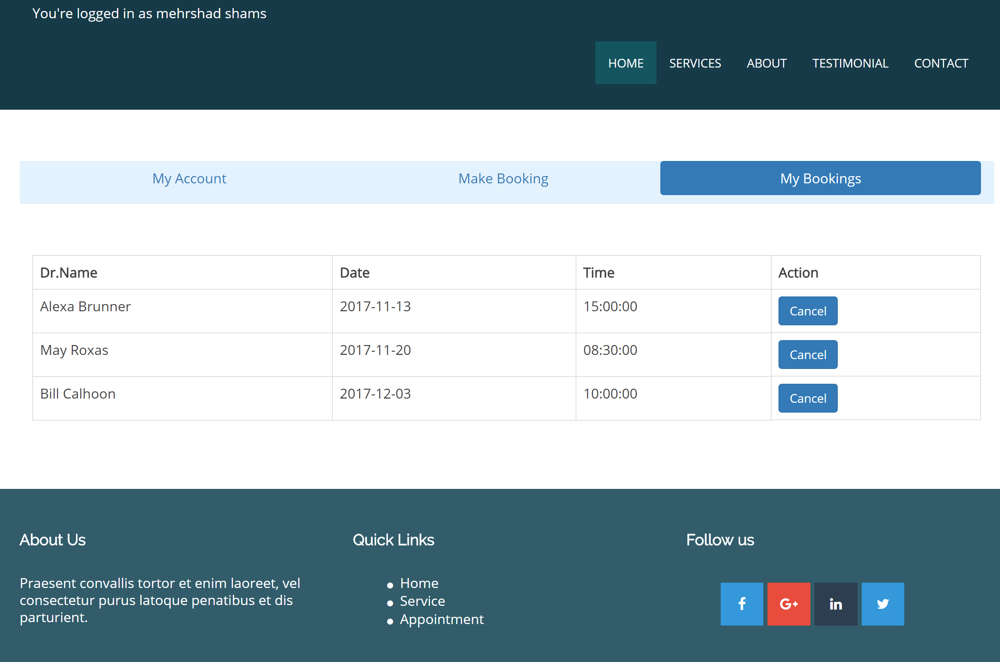 You're logged in as mehrshad shams
HOME SERVICES ABOUT TESTIMONIAL CONTACT
My Account Make Booking My Bookings
Dr.Name Date Time Action
Alexa Brunner 2017-11-13 15:00:00 Cancel
May Roxas 2017-11-20 08:30:00 Cancel
Bill Calhoon 2017-12-03 10:00:00 Cancel
About Us
Praesent convallis tortor et enim laoreet, vel
consectetur purus latoque penatibus et dis
parturient.
Quick Links
Home
Service
Appointment
Follow us
f G+ in